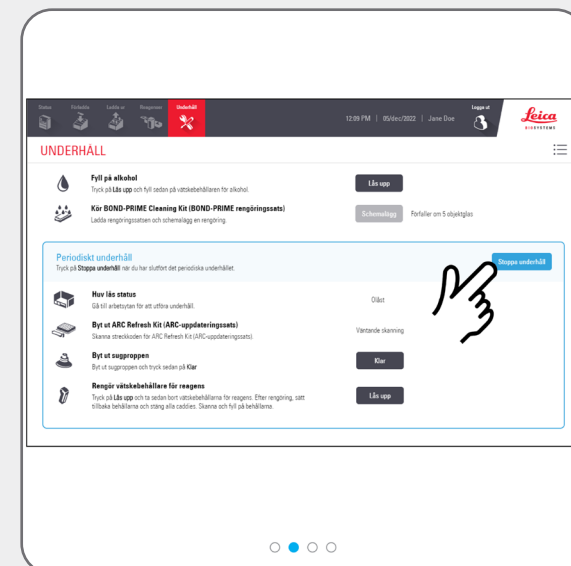 Status Förladda Ladda ur Reagenser Underhåll
12:09 PM | 05/dec/2022 | Jane Doe
Logga ut
Leica
BIOSYSTEMS
UNDERHÅLL
Fyll på alkohol
Tryck på Lås upp och fyll sedan på vätskebehållaren för alkohol.
Lås upp
Kör BOND-PRIME Cleaning Kit (BOND-PRIME rengöringssats)
Ladda rengöringssatsen och schemalägg en rengöring.
Schemalägg
Förfaller om 5 objektglas
Periodiskt underhåll
Tryck på Stoppa underhåll när du har slutfört det periodiska underhållet.
Stoppa underhåll
Huv lås status
Gå till arbetsytan för att utföra underhåll.
Olåst
Byt ut ARC Refresh Kit (ARC-uppdateringssats)
Skanna streckkoden för ARC Refresh Kit (ARC-uppdateringssats)
Väntande skanning
Byt ut sugproppen
Byt ut sugproppen och tryck sedan på Klar
Klar
Rengör vätskebehållare för reagens
Tryck på Lås upp och ta sedan bort vätskebehållarna för reagens. Efter rengöring, sätt
tillbaka behållarna och stäng alla caddies. Skanna och fyll på behållarna.
Lås upp